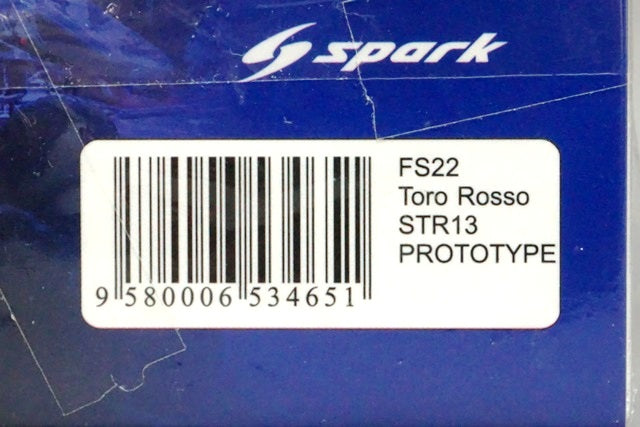 spark
FS22
Toro Rosso
STR13
PROTOTYPE
9 580006 534651